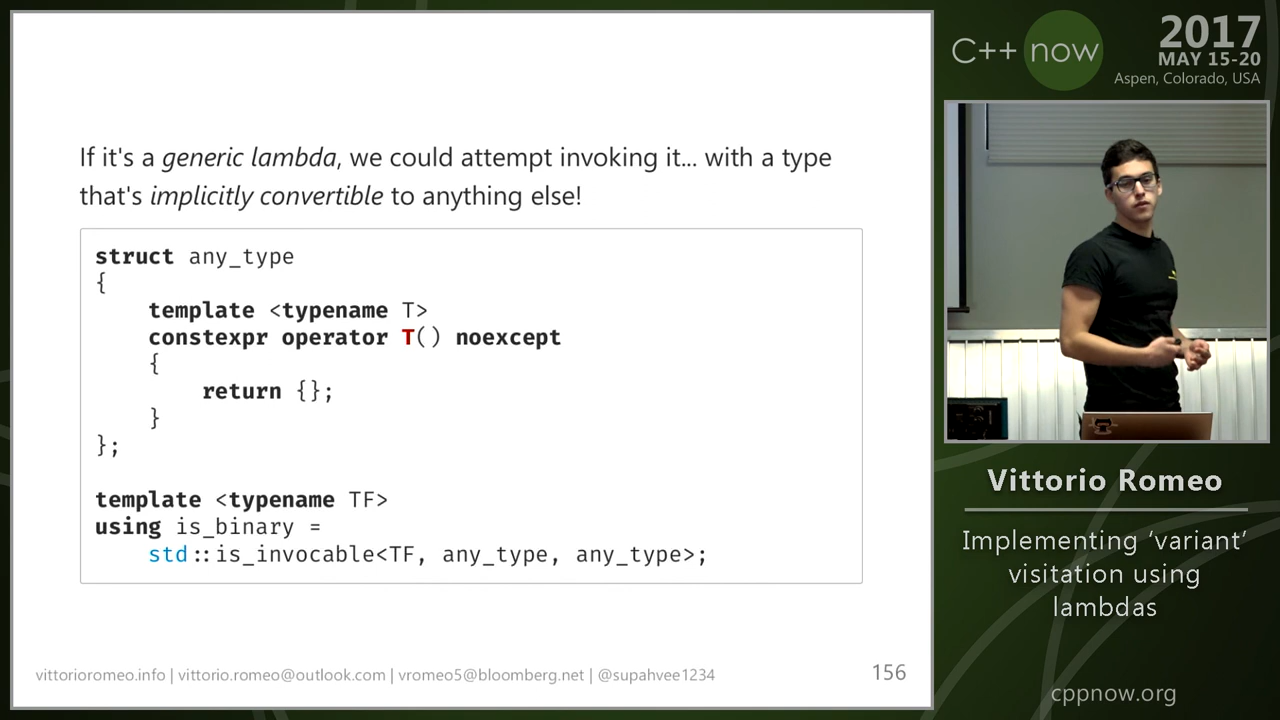 If it's a generic lambda, we could attempt invoking it... with a type
that's implicitly convertible to anything else!
struct any_type
{
    template <typename T>
    constexpr operator T() noexcept
    {
        return {};
    }
};
template <typename TF>
using is_binary =
    std::is_invocable<TF, any_type, any_type>;
vittorioromeo.info | vittorio.romeo@outlook.com | vromeo5@bloomberg.net | @supahvee1234
156
C++ now
2017
MAY 15-20
Aspen, Colorado, USA
Vittorio Romeo
Implementing ‘variant’
visitation using
lambdas
cppnow.org